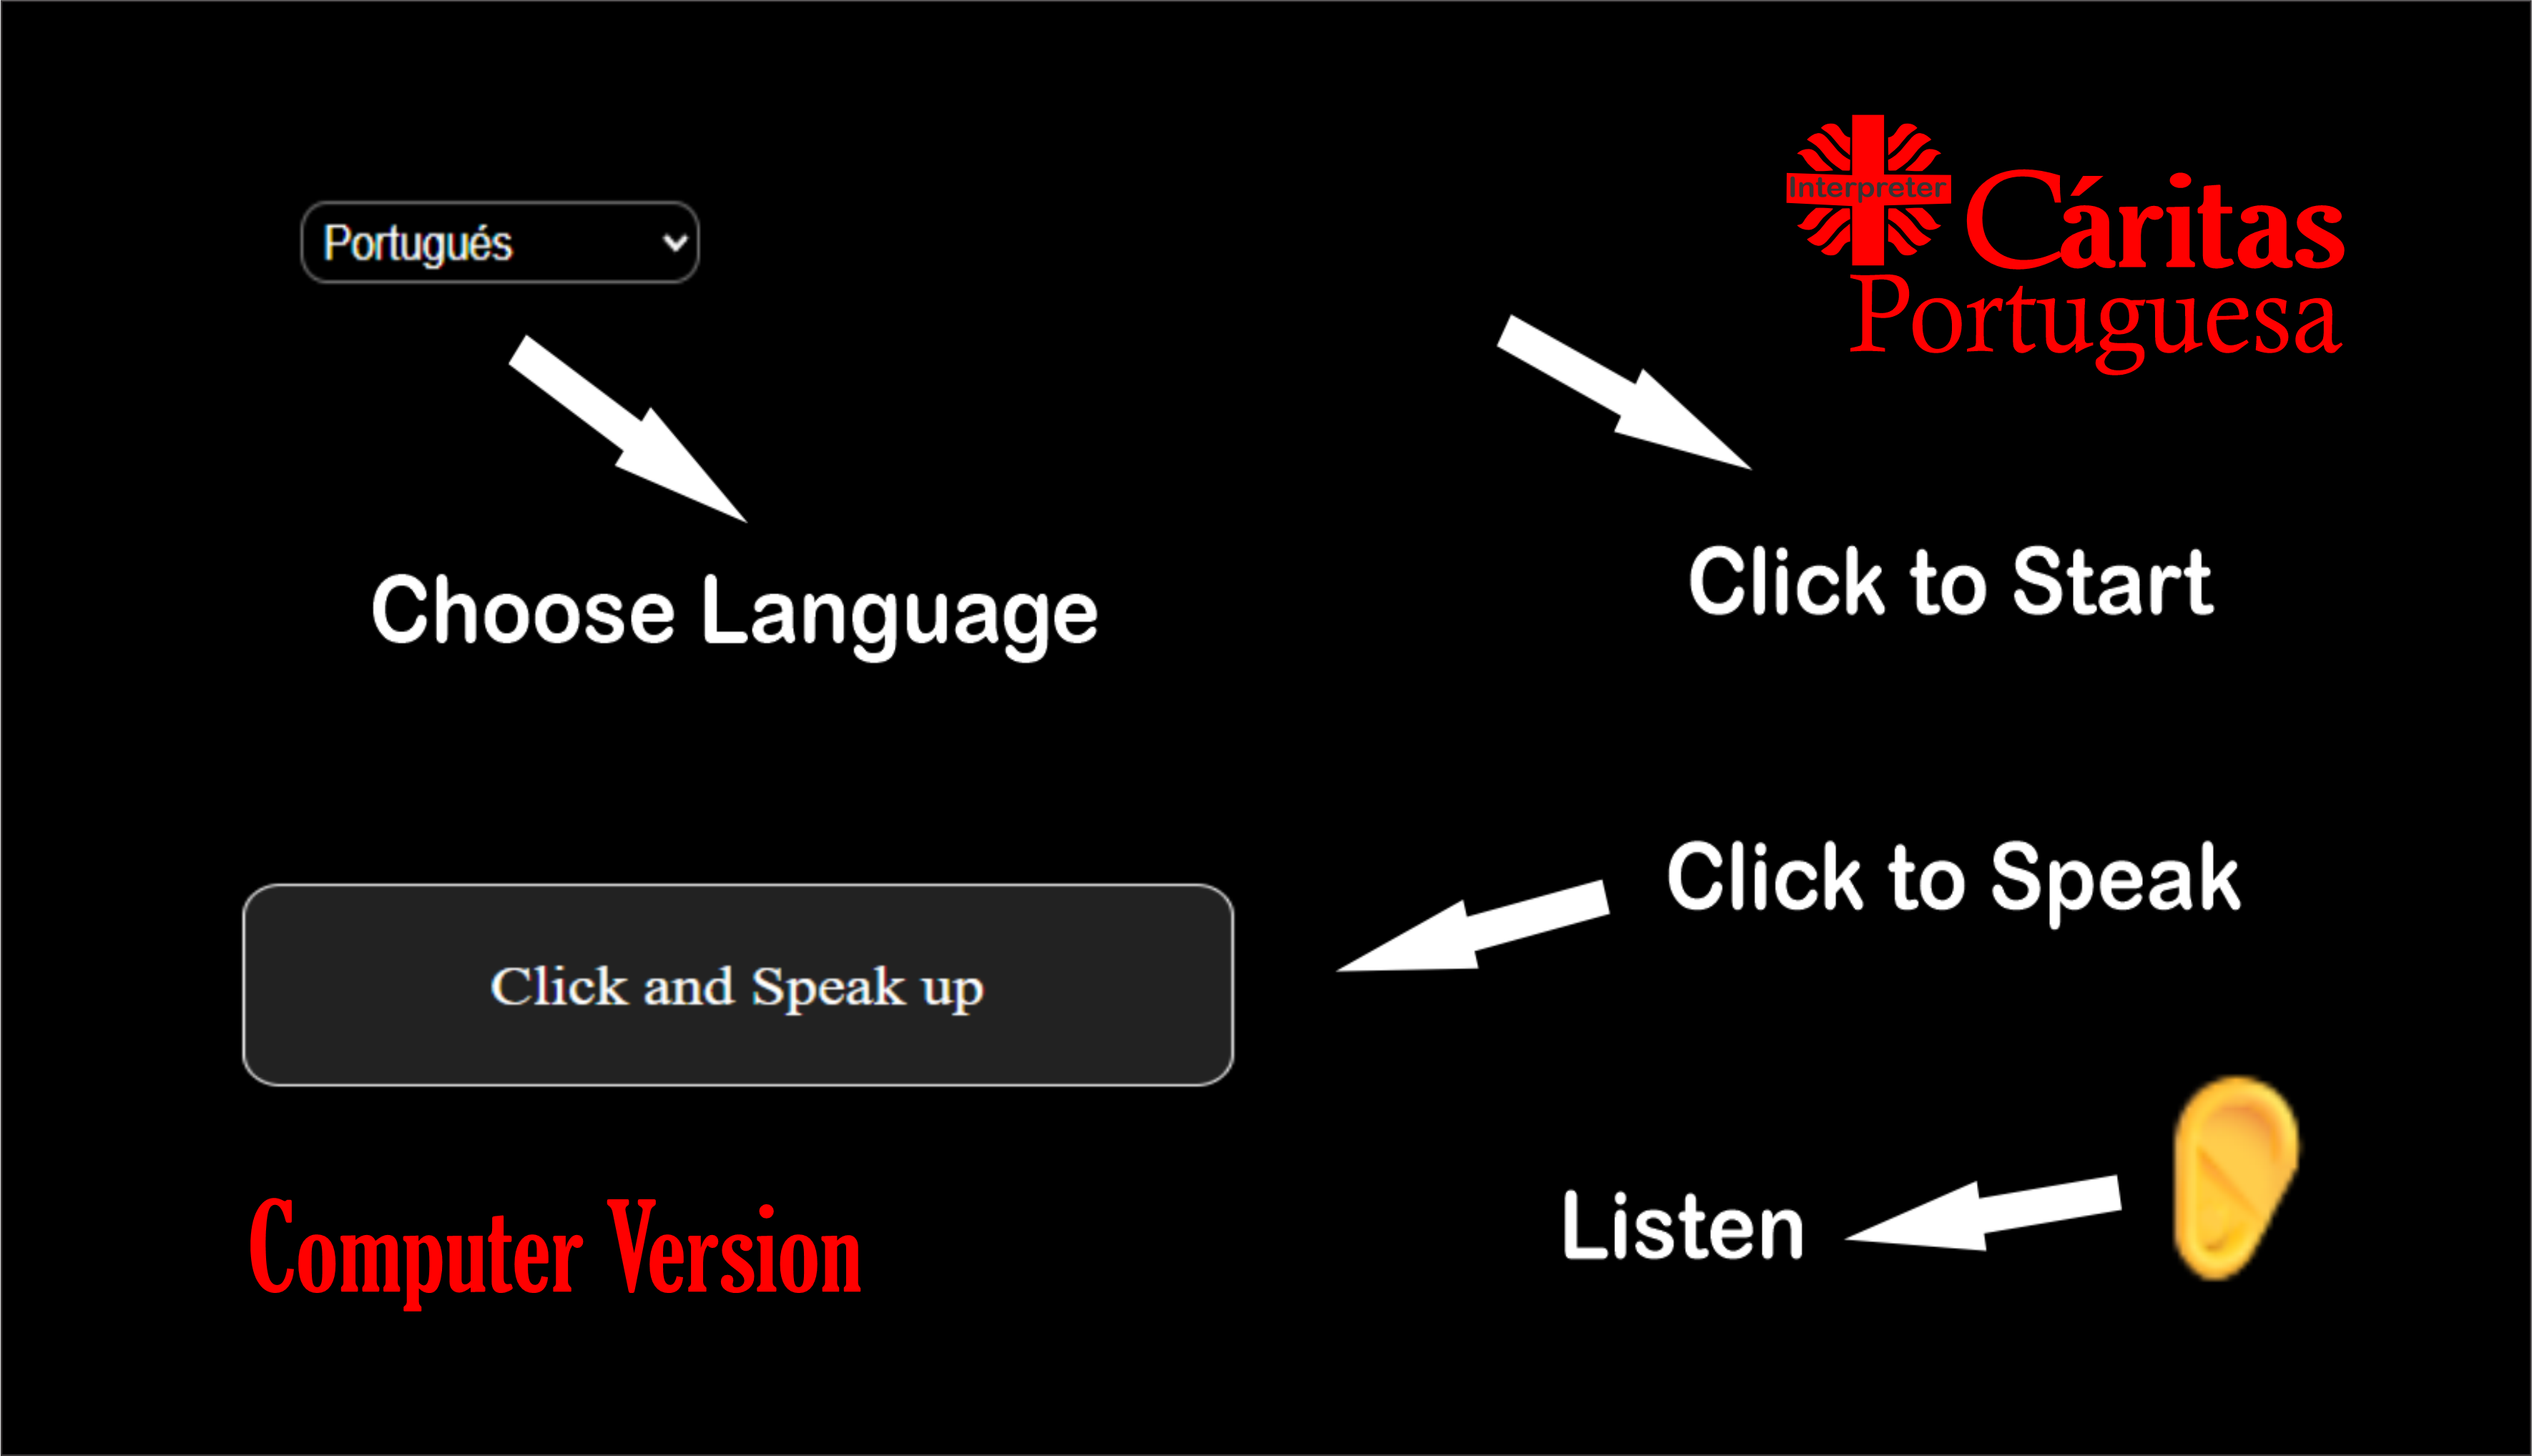 Interpreter
Cáritas
Portuguesa
Portugués
Choose Language
Click to Start
Click to Speak
Click and Speak up
Listen
Computer Version